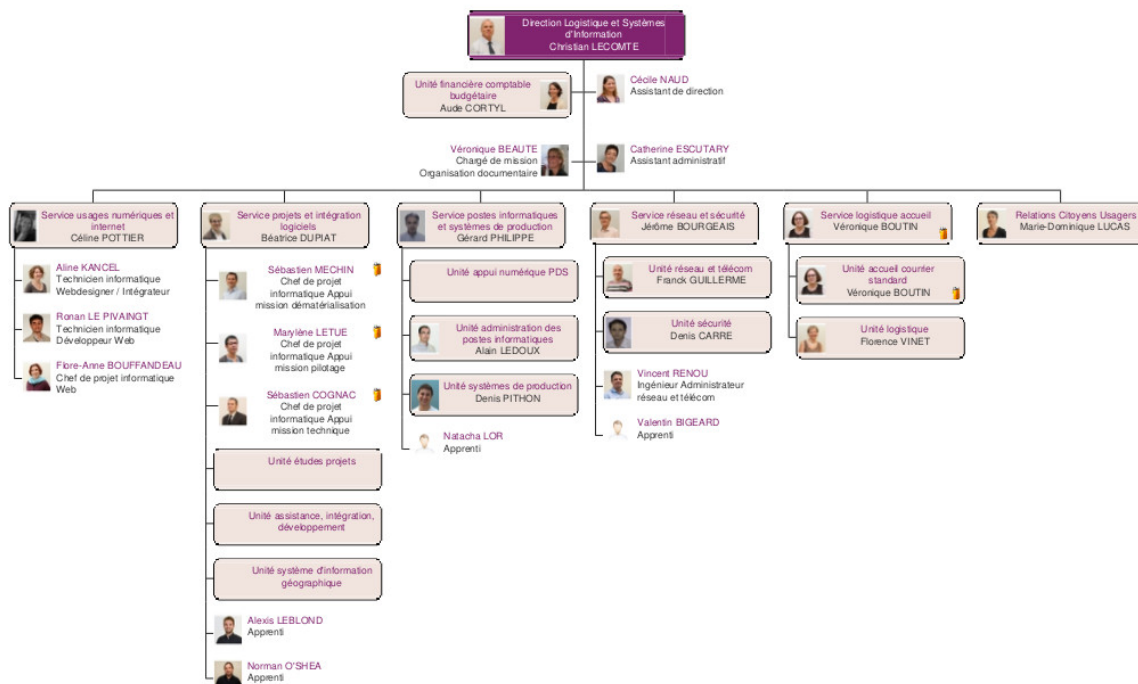 Direction Logistique et Systèmes
d'Information
Christian LECOMTE
Unité financière comptable
budgétaire
Aude CORTYL
Cécile NAUD
Assistant de direction
Véronique BEAUTE
Chargé de mission
Organisation documentaire
Catherine ESCUTARY
Assistant administratif
Service usages numériques et
internet
Céline POTTIER
Aline KANCEL
Technicien informatique
Webdesigner / Intégrateur
Ronan LE PIVAINGT
Technicien informatique
Développeur Web
Flore-Anne BOUFFANDEAU
Chef de projet informatique
Web
Service projets et intégration
logiciels
Béatrice DUPIAT
Sébastien MECHIN
Chef de projet
informatique Appui
mission dématérialisation
Marylène LETUE
Chef de projet
informatique Appui
mission pilotage
Sébastien COGNAC
Chef de projet
informatique Appui
mission technique
Unité études projets
Unité assistance, intégration,
développement
Unité système d'information
géographique
Alexis LEBLOND
Apprenti
Norman O'SHEA
Apprenti
Service postes informatiques
et systèmes de production
Gérard PHILIPPE
Unité appui numérique PDS
Unité administration des
postes informatiques
Alain LEDOUX
Unité systèmes de production
Denis PITHON
Natacha LOR
Apprenti
Service réseau et sécurité
Jérôme BOURGEAIS
Unité réseau et télécom
Franck GUILLERME
Unité sécurité
Denis CARRE
Vincent RENOU
Ingénieur Administrateur
réseau et télécom
Valentin BIGEARD
Apprenti
Service logistique accueil
Véronique BOUTIN
Unité accueil courrier
standard
Véronique BOUTIN
Unité logistique
Florence VINET
Relations Citoyens Usagers
Marie-Dominique LUCAS